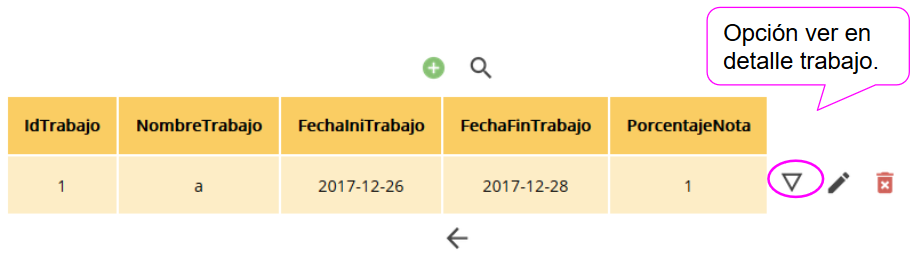 Opción ver en
detalle trabajo.
IdTrabajo NombreTrabajo FechaIniTrabajo FechaFinTrabajo PorcentajeNota
1 a 2017-12-26 2017-12-28 1